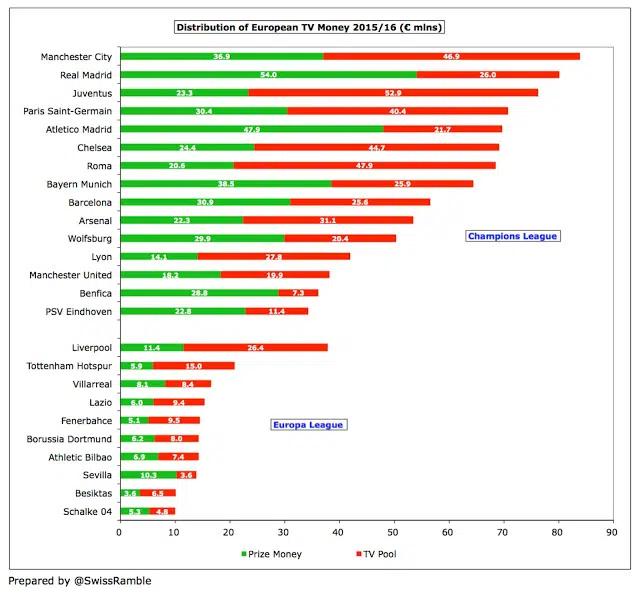 Distribution of European TV Money 2015/16 (€ mlns)
Manchester City 36.9 46.9
Real Madrid 54.0 26.0
Juventus 23.3 52.9
Paris Saint-Germain 30.4 40.4
Atletico Madrid 47.9 21.7
Chelsea 24.4 44.7
Roma 20.6 47.9
Bayern Munich 38.5 25.9
Barcelona 30.9 25.6
Arsenal 22.3 31.1
Champions League
Wolfsburg 29.9 20.4
Lyon 14.1 27.8
Manchester United 18.2 19.9
Benfica 28.8 7.3
PSV Eindhoven 22.8 11.4
Liverpool 11.4 26.4
Tottenham Hotspur 5.9 15.0
Villarreal 8.1 8.4
Lazio 6.0 9.4
Fenerbahce 5.1 9.5
Europa League
Borussia Dortmund 6.2 8.0
Athletic Bilbao 6.9 7.4
Sevilla 10.3 3.6
Besiktas 3.6 6.5
Schalke 04 5.3 4.8
0 10 20 30 40 50 60 70 80 90
Prize Money TV Pool
Prepared by @SwissRamble